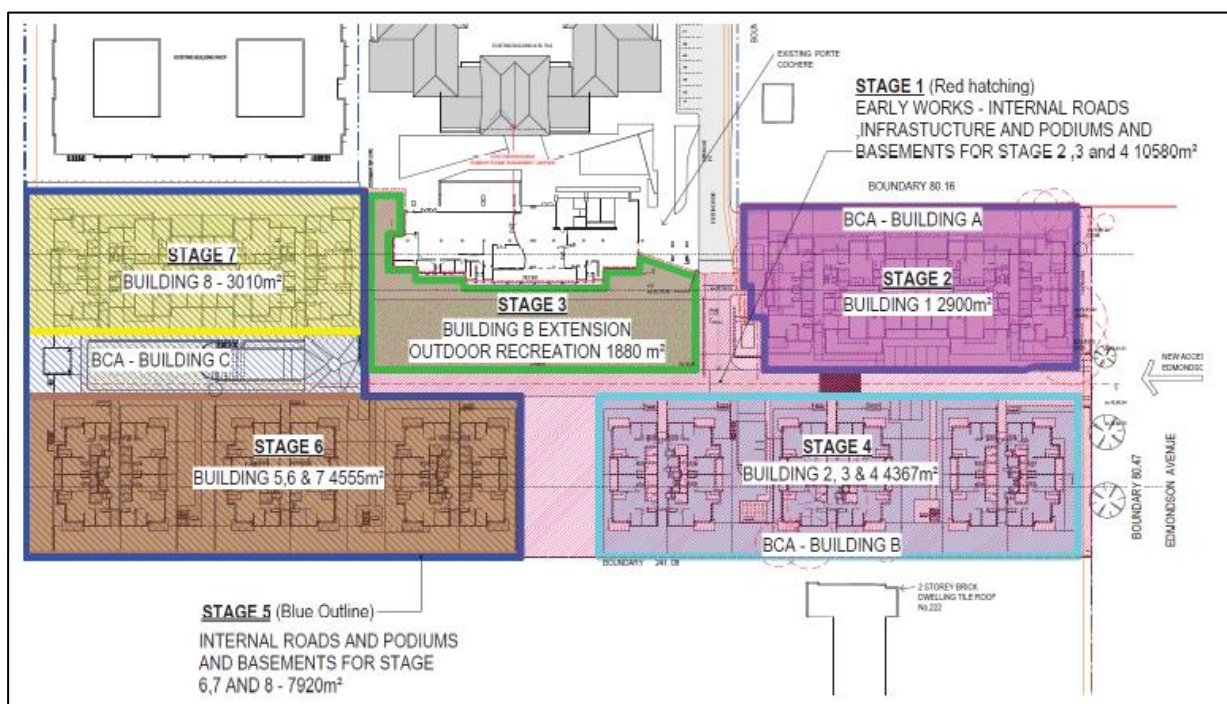 EXISTING PORTE
COCHERE
STAGE 1 (Red hatching)
EARLY WORKS - INTERNAL ROADS
,INFRASTUCTURE AND PODIUMS AND
BASEMENTS FOR STAGE 2 ,3 and 4 10580m²
BOUNDARY 80.16
BCA - BUILDING A
STAGE 7
BUILDING 8 - 3010m²
STAGE 2
BUILDING 1 2900m²
STAGE 3
BUILDING B EXTENSION
OUTDOOR RECREATION 1880 m²
BCA - BUILDING C
NEW ACCE
EDMONDSC
STAGE 6
BUILDING 5,6 & 7 4555m²
STAGE 4
BUILDING 2, 3 & 4 4367m²
BCA - BUILDING B
BOUNDARY 80.47
EDMONDSON AVENUE
BOUNDARY 241.09
2 STOREY BRICK
DWELLING TILE ROOF
No.222
STAGE 5 (Blue Outline)
INTERNAL ROADS AND PODIUMS
AND BASEMENTS FOR STAGE
6,7 AND 8 - 7920m²